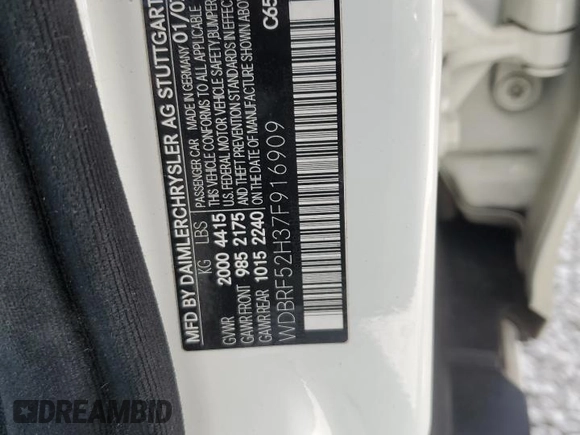 MFD BY DAIMLERCHRYSLER AG STUTTGART
01/0
KG LBS
GVWR 2000 4415
GAWR FRONT 985 2175
GAWR REAR 1015 2240
PASSENGER CAR MADE IN GERMANY
THIS VEHICLE CONFORMS TO ALL APPLICABLE
U.S. FEDERAL MOTOR VEHICLE SAFETY, BUMPER,
AND THEFT PREVENTION STANDARDS IN EFFECT
ON THE DATE OF MANUFACTURE SHOWN ABOVE
C65
WDBRF52H37F916909
DREAMBID